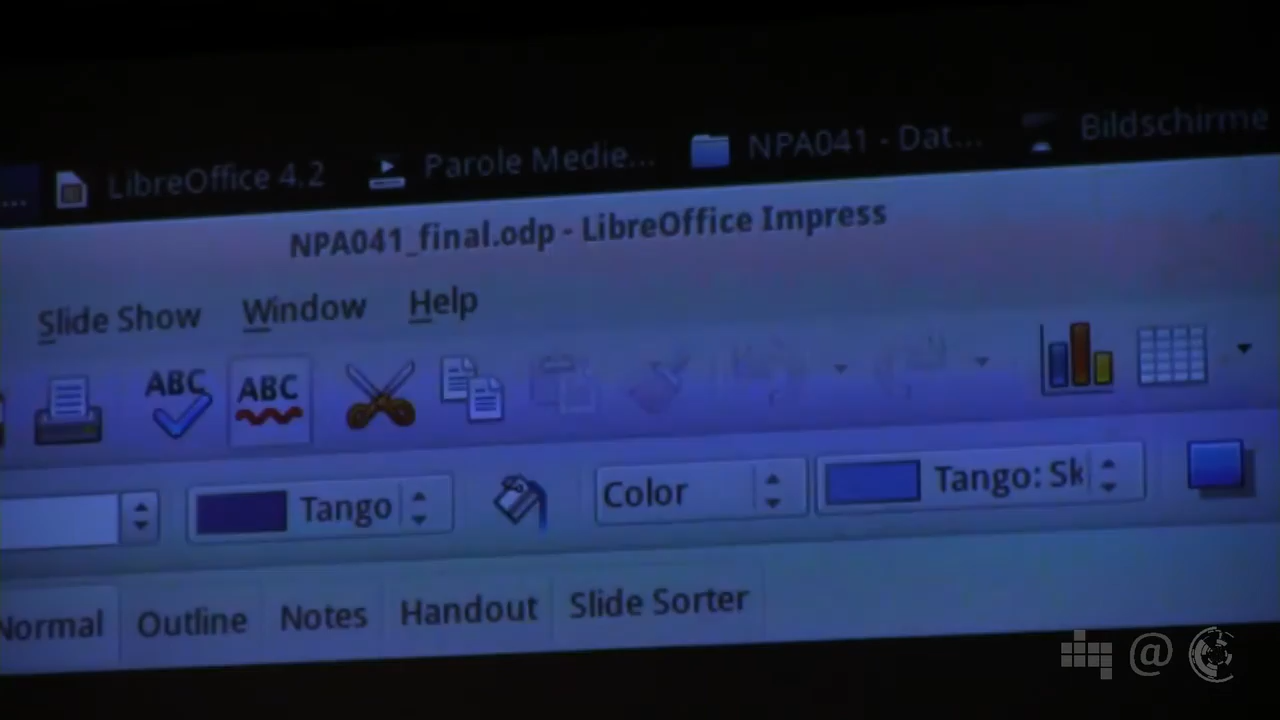 ... LibreOffice 4.2 Parole Medie... NPA041 - Dat... Bildschirme
NPA041_final.odp - LibreOffice Impress
Slide Show Window Help
ABC ABC
Tango Color Tango: Sk
Normal Outline Notes Handout Slide Sorter
@